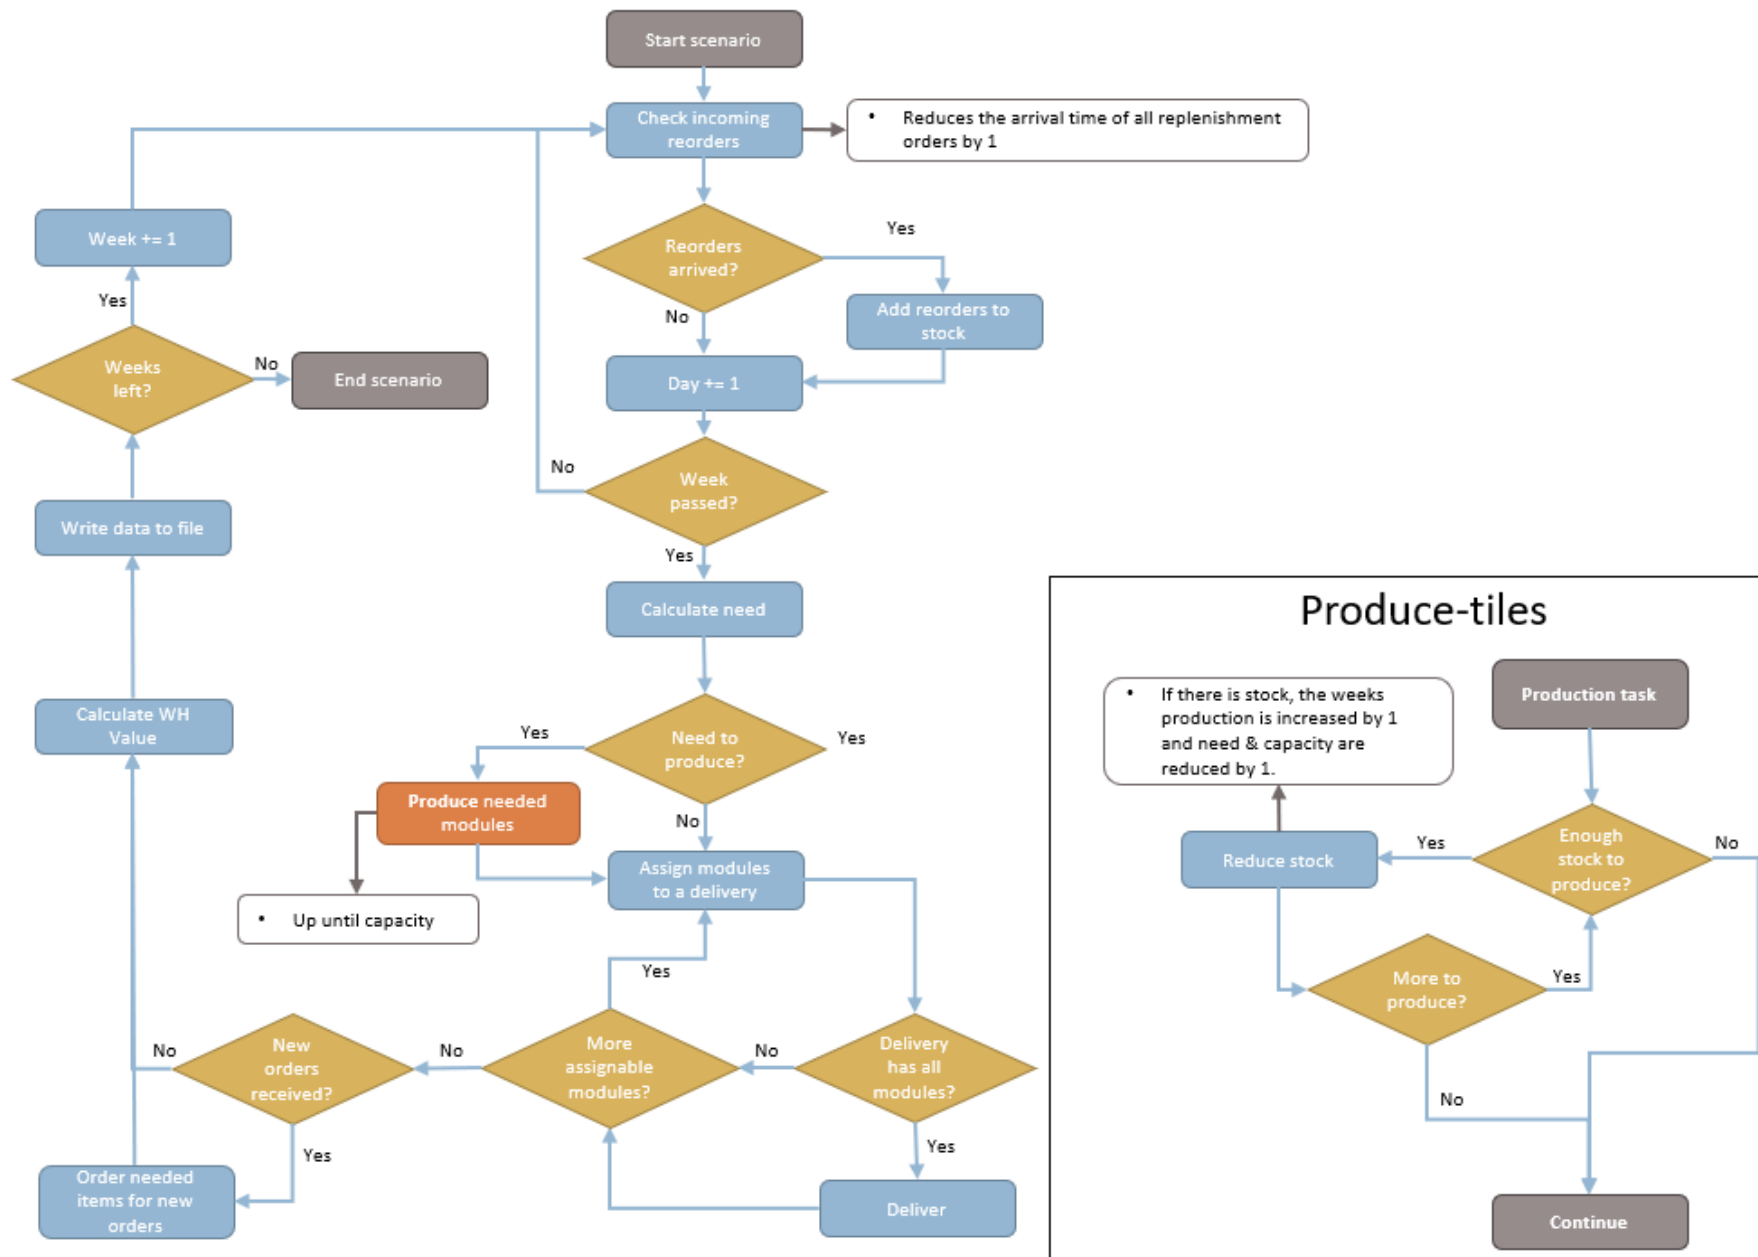 Start scenario
Check incoming
reorders
• Reduces the arrival time of all replenishment
orders by 1
Week += 1
Reorders
arrived?
Yes
Add reorders to
stock
No
Yes
Weeks
left?
No
End scenario
Day += 1
No
Week
passed?
Yes
Write data to file
Calculate need
Calculate WH
Value
Yes
Need to
produce?
Yes
Produce needed
modules
No
Assign modules
to a delivery
• Up until capacity
Yes
No
New
orders
received?
No
More
assignable
modules?
No
Delivery
has all
modules?
Yes
Yes
Order needed
items for new
orders
Deliver
Produce-tiles
• If there is stock, the weeks
production is increased by 1
and need & capacity are
reduced by 1.
Production task
Reduce stock
Yes
Enough
stock to
produce?
No
More to
produce?
Yes
No
Continue